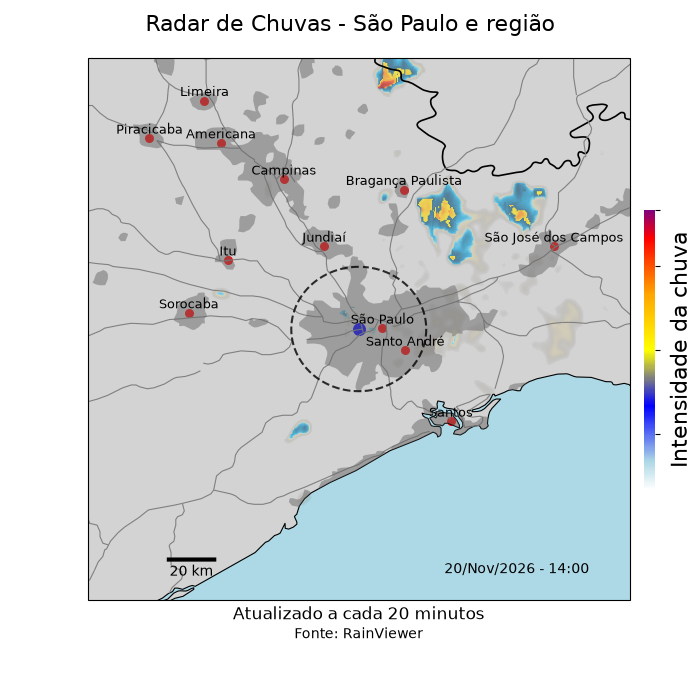 Radar de Chuvas - São Paulo e região
Limeira
Piracicaba
Americana
Campinas
Bragança Paulista
Jundiaí
São José dos Campos
Itu
Sorocaba
São Paulo
Santo André
Santos
Intensidade da chuva
20 km
20/Nov/2026 - 14:00
Atualizado a cada 20 minutos
Fonte: RainViewer